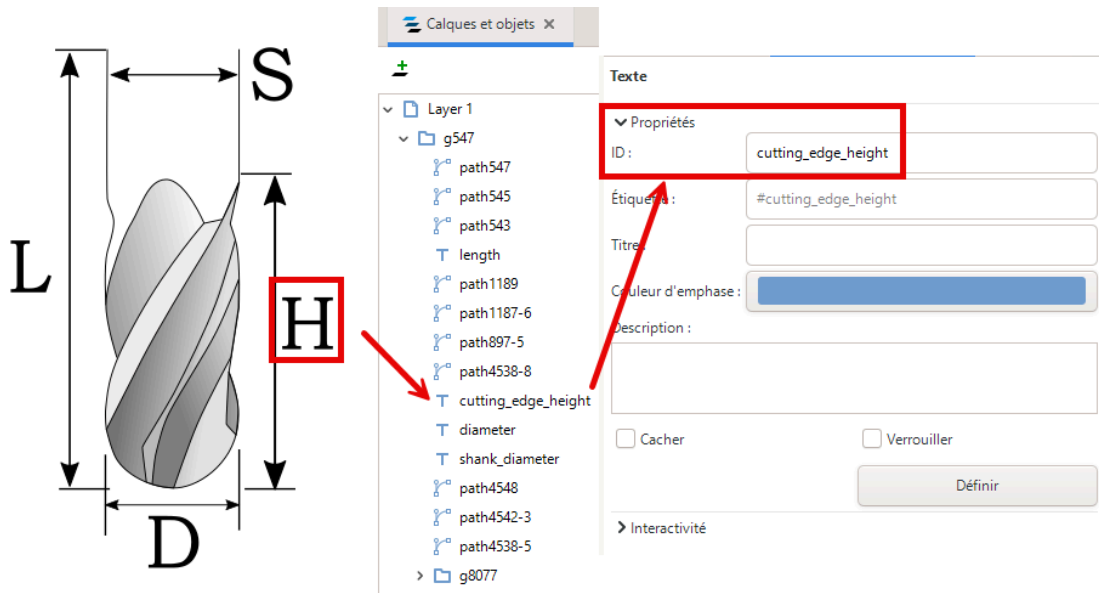 L
S
H
D
Calques et objets ×
Layer 1
g547
path547
path545
path543
length
path1189
path1187-6
path897-5
path4538-8
cutting_edge_height
diameter
shank_diameter
path4548
path4542-3
path4538-5
g8077
Texte
Propriétés
ID :
cutting_edge_height
Étiquette :
#cutting_edge_height
Titre
Couleur d'emphase :
Description :
Cacher
Verrouiller
Définir
Interactivité